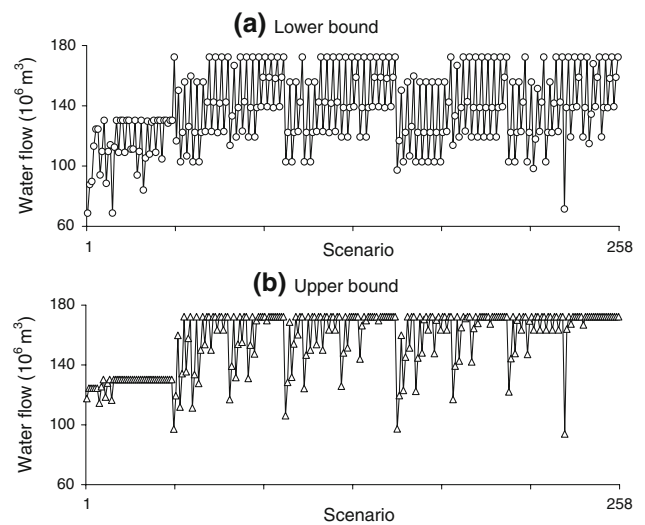 (a) Lower bound
Water flow (10⁶ m³)
180
140
100
60
1
Scenario
258
(b) Upper bound
Water flow (10⁶ m³)
180
140
100
60
1
Scenario
258